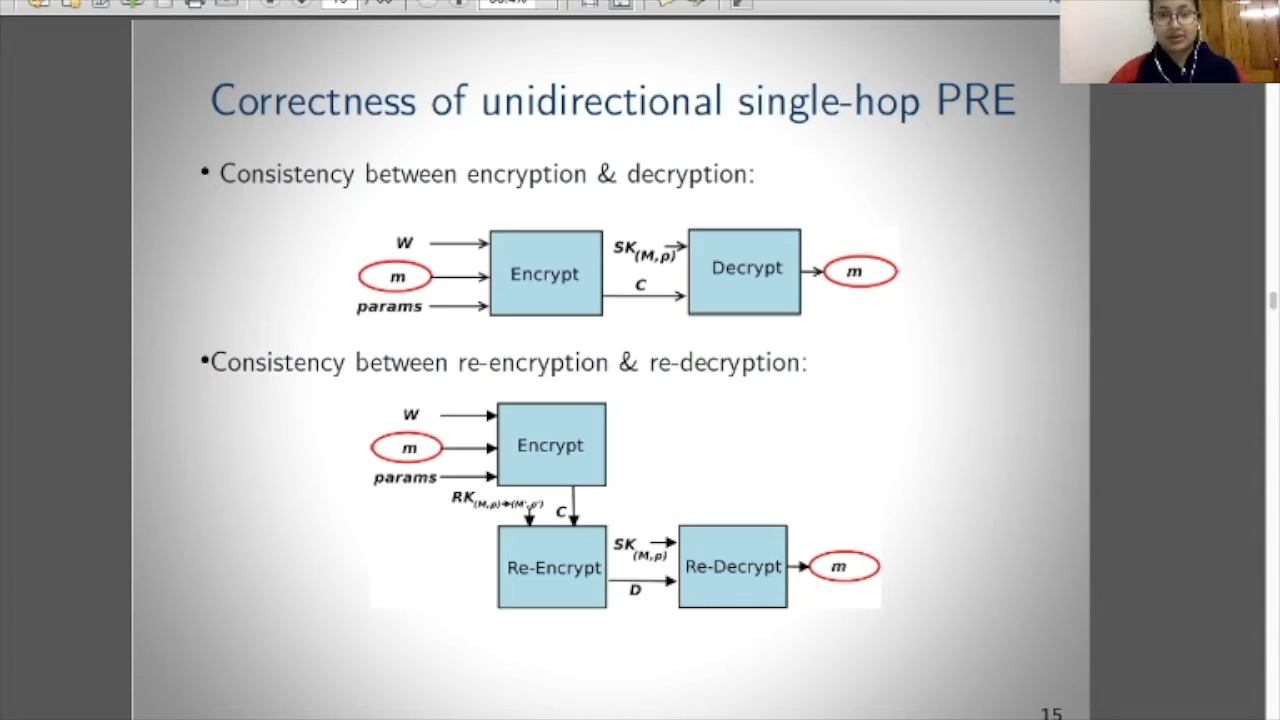 Correctness of unidirectional single-hop PRE
• Consistency between encryption & decryption:
W
m
params
Encrypt
SK(M,ρ)
C
Decrypt
m
•Consistency between re-encryption & re-decryption:
W
m
params
Encrypt
RK(M,ρ)→(M',ρ')
C
Re-Encrypt
SK(M,ρ)
D
Re-Decrypt
m
15